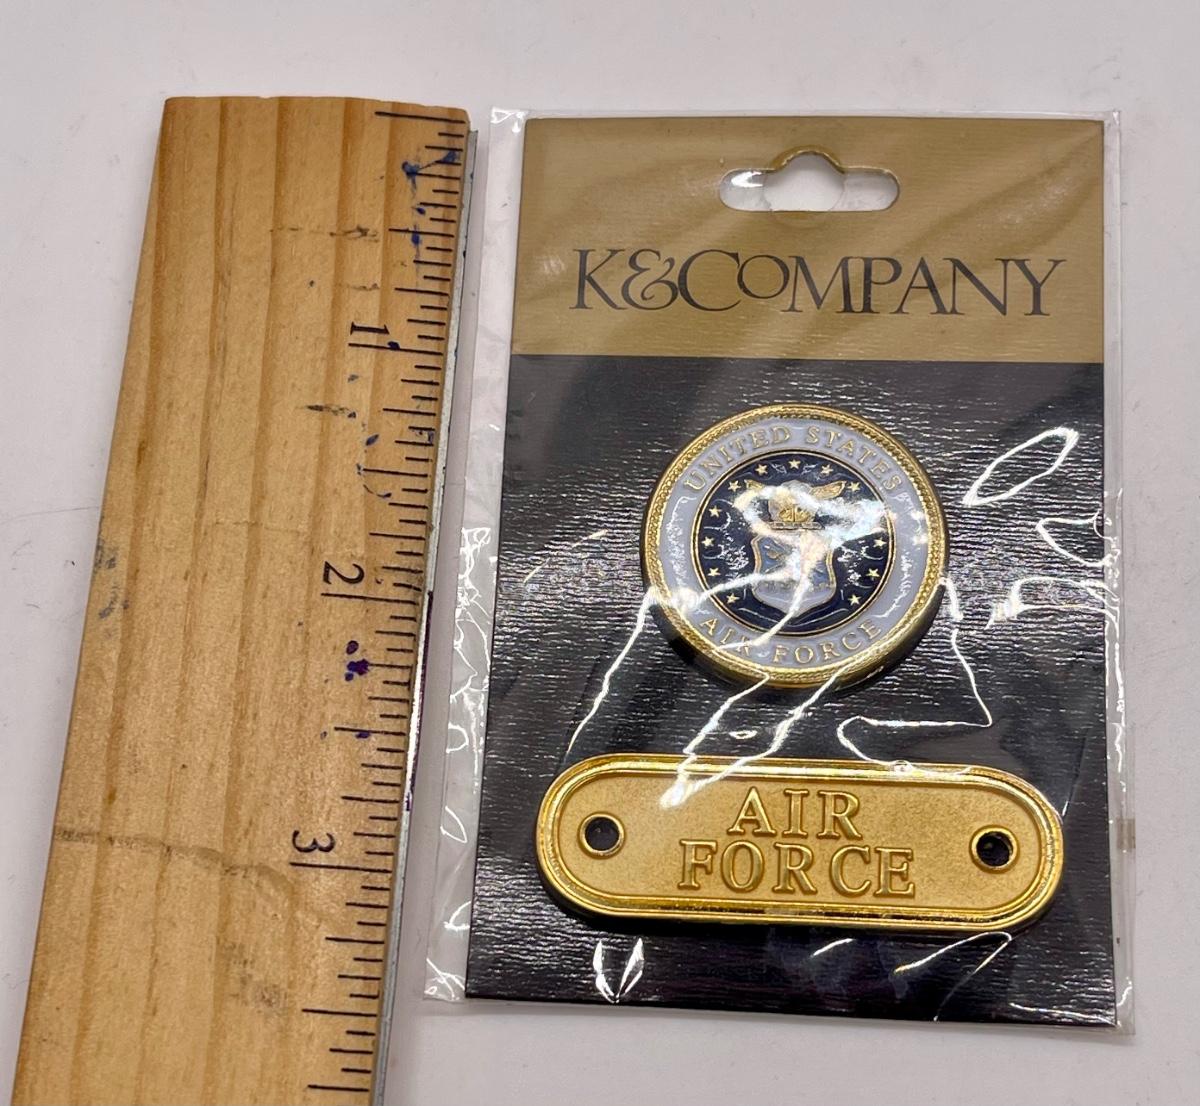 K&COMPANY
UNITED STATES
AIR FORCE
AIR
FORCE
1
2
3